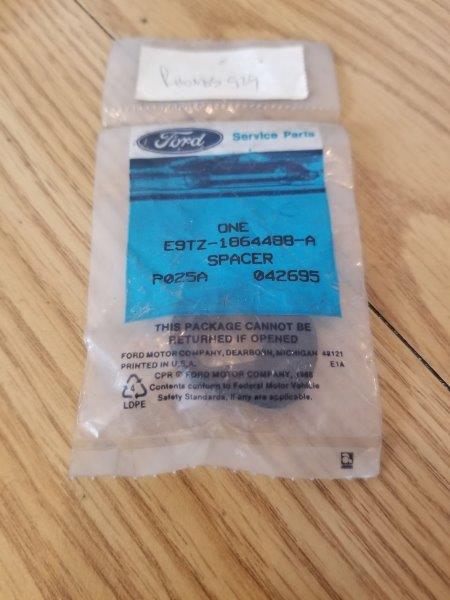 Ford Service Parts
ONE
E9TZ-1864488-A
SPACER
P025A 042695
THIS PACKAGE CANNOT BE
RETURNED IF OPENED
FORD MOTOR COMPANY, DEARBORN, MICHIGAN 48121
PRINTED IN U.S.A. E1A
CPR © FORD MOTOR COMPANY, 1988
Contents conform to Federal Motor Vehicle
Safety Standards, if any are applicable.
4
LDPE